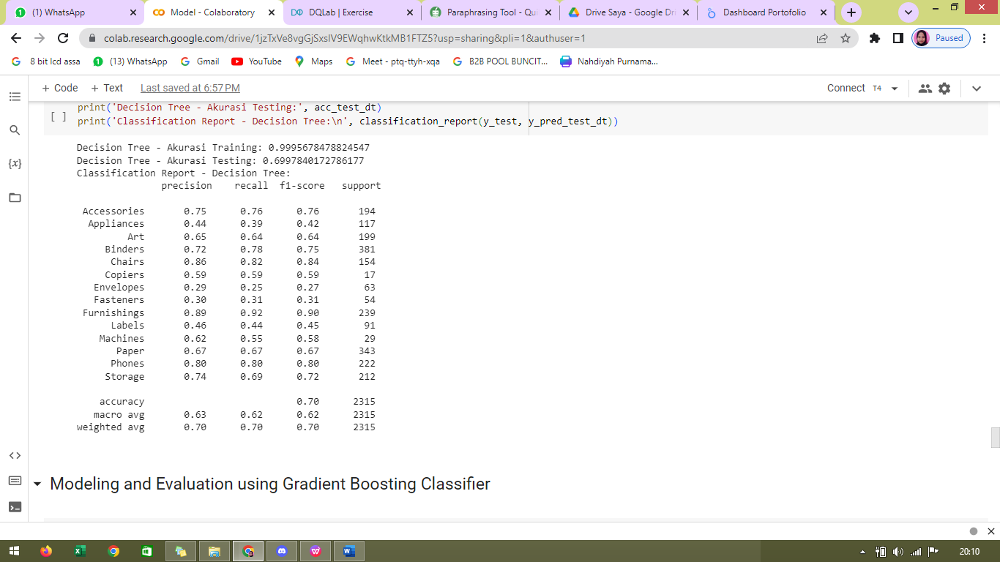 (1) WhatsApp
Model - Colaboratory
DQLab | Exercise
Paraphrasing Tool - Qui
Drive Saya - Google Dri
Dashboard Portofolio
colab.research.google.com/drive/1jzTxVe8vgGjSxsIV9EWqhwKtkMB1FTZ5?usp=sharing&pli=1&authuser=1
Paused
8 bit lcd assa
(13) WhatsApp
Gmail
YouTube
Maps
Meet - ptq-ttyh-xqa
B2B POOL BUNCIT...
Nahdiyah Purnama...
+ Code + Text Last saved at 6:57 PM
Connect T4
print('Decision Tree - Akurasi Testing:', acc_test_dt)
[ ] print('Classification Report - Decision Tree:\n', classification_report(y_test, y_pred_test_dt))
{x}
Decision Tree - Akurasi Training: 0.9995678478824547
Decision Tree - Akurasi Testing: 0.6997840172786177
Classification Report - Decision Tree:
precision recall f1-score support
Accessories 0.75 0.76 0.76 194
Appliances 0.44 0.39 0.42 117
Art 0.65 0.64 0.64 199
Binders 0.72 0.78 0.75 381
Chairs 0.86 0.82 0.84 154
Copiers 0.59 0.59 0.59 17
Envelopes 0.29 0.25 0.27 63
Fasteners 0.30 0.31 0.31 54
Furnishings 0.89 0.92 0.90 239
Labels 0.46 0.44 0.45 91
Machines 0.62 0.55 0.58 29
Paper 0.67 0.67 0.67 343
Phones 0.80 0.80 0.80 222
Storage 0.74 0.69 0.72 212
accuracy 0.70 2315
macro avg 0.63 0.62 0.62 2315
weighted avg 0.70 0.70 0.70 2315
Modeling and Evaluation using Gradient Boosting Classifier
20:10